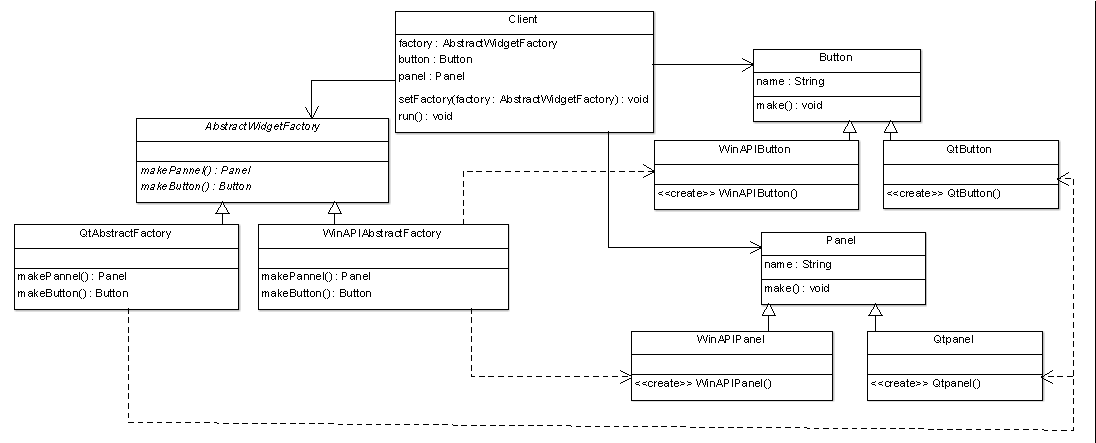 Client
factory : AbstractWidgetFactory
button : Button
panel : Panel
setFactory(factory : AbstractWidgetFactory) : void
run() : void
Button
name : String
make() : void
AbstractWidgetFactory
makePannel() : Panel
makeButton() : Button
WinAPIButton
<<create>> WinAPIButton()
QtButton
<<create>> QtButton()
QtAbstractFactory
makePannel() : Panel
makeButton() : Button
WinAPIAbstractFactory
makePannel() : Panel
makeButton() : Button
Panel
name : String
make() : void
WinAPIPanel
<<create>> WinAPIPanel()
Qtpanel
<<create>> Qtpanel()